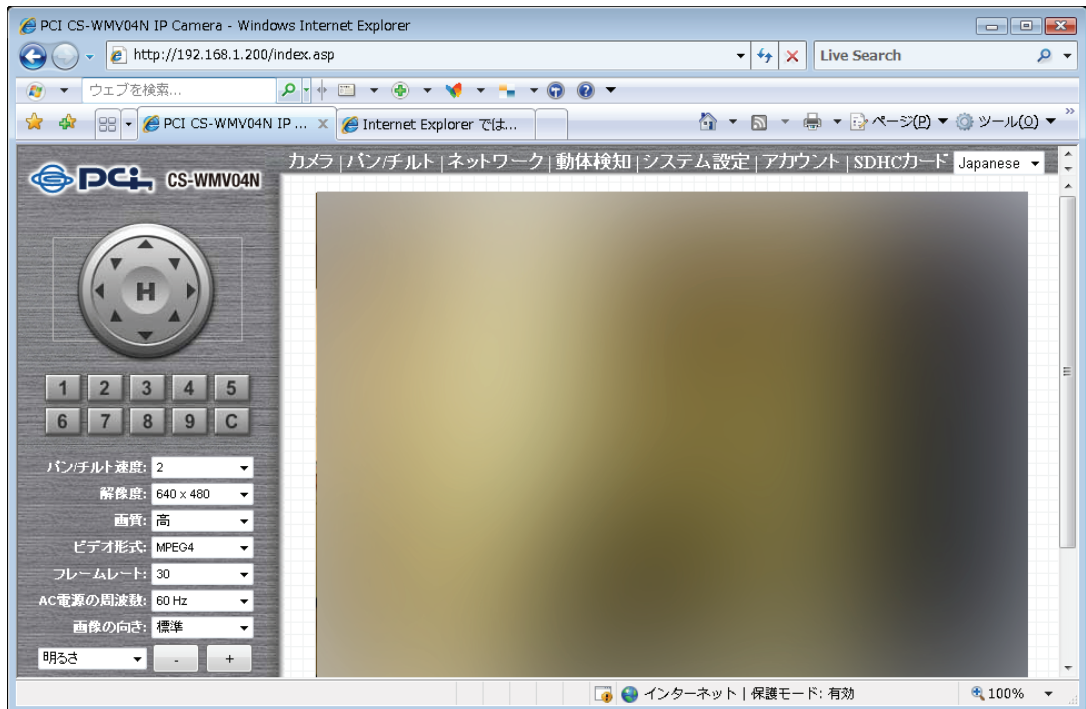 PCI CS-WMV04N IP Camera - Windows Internet Explorer
http://192.168.1.200/index.asp
Live Search
ウェブを検索...
PCI CS-WMV04N IP ...
Internet Explorer では...
ページ(P)
ツール(O)
PCi CS-WMV04N
カメラ | パン/チルト | ネットワーク | 動体検知 | システム設定 | アカウント | SDHCカード
Japanese
H
1 2 3 4 5
6 7 8 9 C
パン/チルト速度: 2
解像度: 640 x 480
画質: 高
ビデオ形式: MPEG4
フレームレート: 30
AC電源の周波数: 60 Hz
画像の向き: 標準
明るさ - +
インターネット | 保護モード: 有効
100%